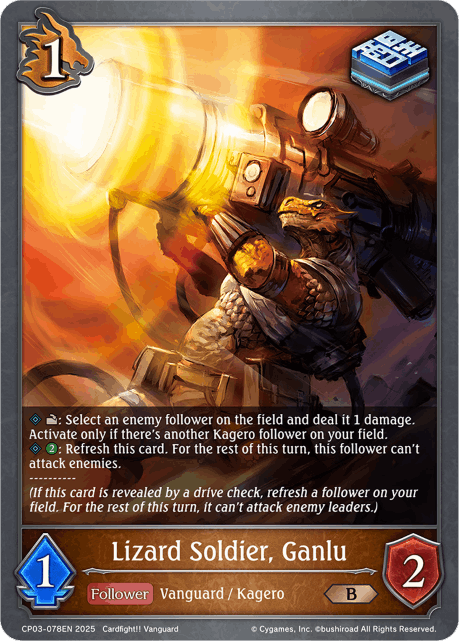 1
: Select an enemy follower on the field and deal it 1 damage.
Activate only if there's another Kagero follower on your field.
2: Refresh this card. For the rest of this turn, this follower can't
attack enemies.
----------
(If this card is revealed by a drive check, refresh a follower on your
field. For the rest of this turn, it can't attack enemy leaders.)
Lizard Soldier, Ganlu
1
Follower Vanguard / Kagero
B
2
CP03-078EN 2025 Cardfight!! Vanguard © Cygames, Inc. ©bushiroad All Rights Reserved.